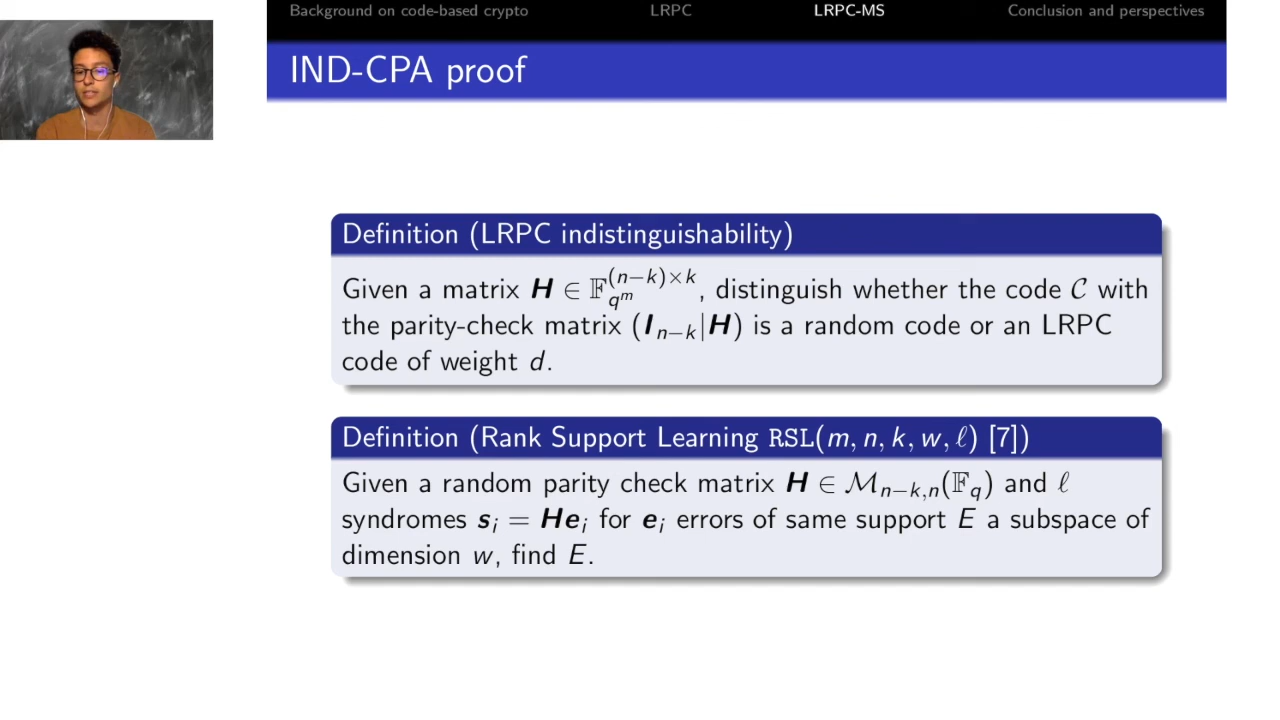 Background on code-based crypto LRPC LRPC-MS Conclusion and perspectives
IND-CPA proof
Definition (LRPC indistinguishability)
Given a matrix H ∈ 𝔽_{q^m}^{(n−k)×k}, distinguish whether the code 𝒞 with
the parity-check matrix (I_{n−k}|H) is a random code or an LRPC
code of weight d.
Definition (Rank Support Learning RSL(m, n, k, w, ℓ) [7])
Given a random parity check matrix H ∈ ℳ_{n−k,n}(𝔽_q) and ℓ
syndromes s_i = He_i for e_i errors of same support E a subspace of
dimension w, find E.